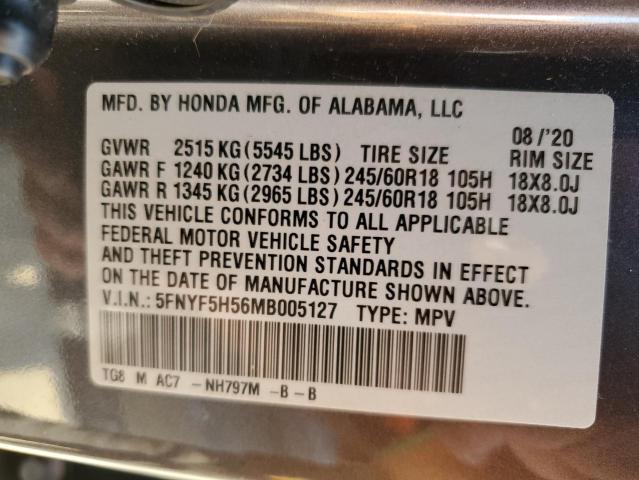 MFD. BY HONDA MFG. OF ALABAMA, LLC
08/'20
GVWR 2515 KG (5545 LBS) TIRE SIZE RIM SIZE
GAWR F 1240 KG (2734 LBS) 245/60R18 105H 18X8.0J
GAWR R 1345 KG (2965 LBS) 245/60R18 105H 18X8.0J
THIS VEHICLE CONFORMS TO ALL APPLICABLE
FEDERAL MOTOR VEHICLE SAFETY
AND THEFT PREVENTION STANDARDS IN EFFECT
ON THE DATE OF MANUFACTURE SHOWN ABOVE.
V.I.N.: 5FNYF5H56MB005127 TYPE: MPV
TG8 M AC7 -NH797M -B-B